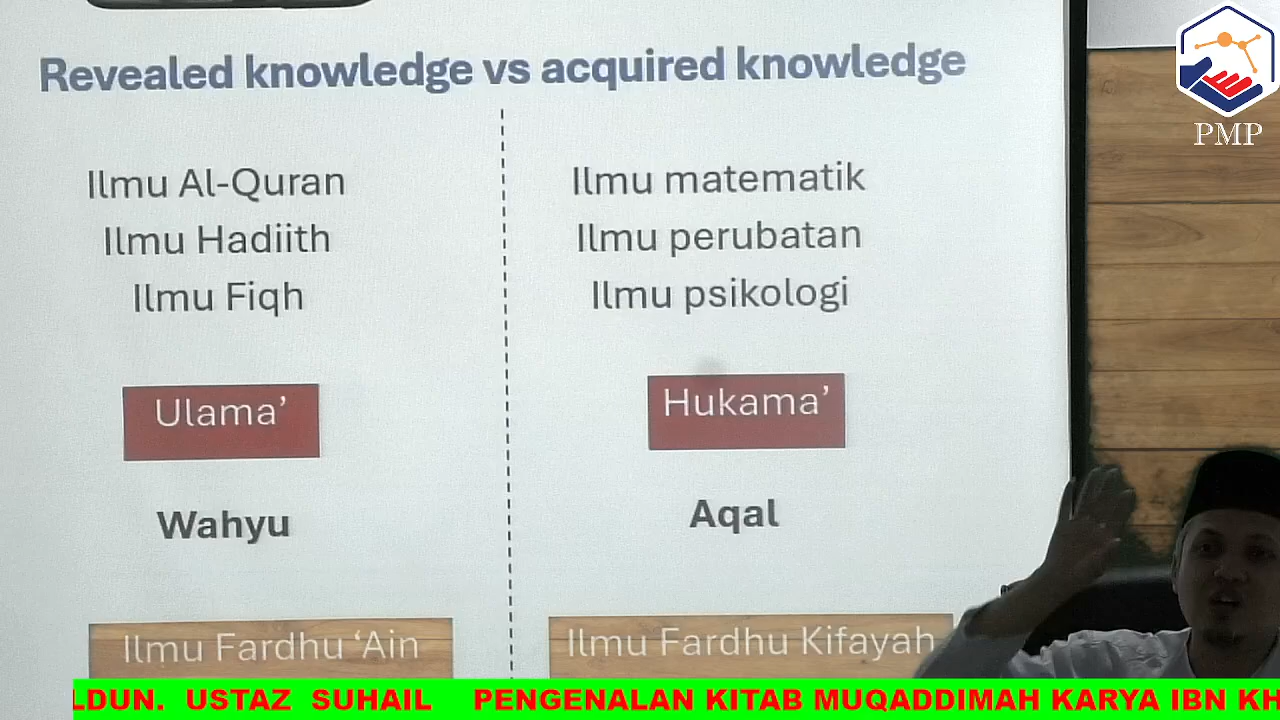 Revealed knowledge vs acquired knowledge
Ilmu Al-Quran
Ilmu Hadiith
Ilmu Fiqh
Ulama’
Wahyu
Ilmu Fardhu ‘Ain
Ilmu matematik
Ilmu perubatan
Ilmu psikologi
Hukama’
Aqal
Ilmu Fardhu Kifayah
PMP
LDUN. USTAZ SUHAIL PENGENALAN KITAB MUQADDIMAH KARYA IBN KH